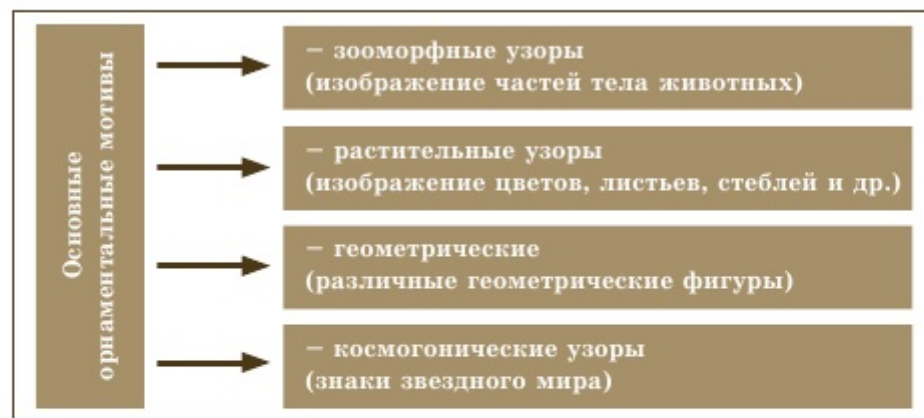 Основные
орнаментальные мотивы
– зооморфные узоры
(изображение частей тела животных)
– растительные узоры
(изображение цветов, листьев, стеблей и др.)
– геометрические
(различные геометрические фигуры)
– космогонические узоры
(знаки звездного мира)